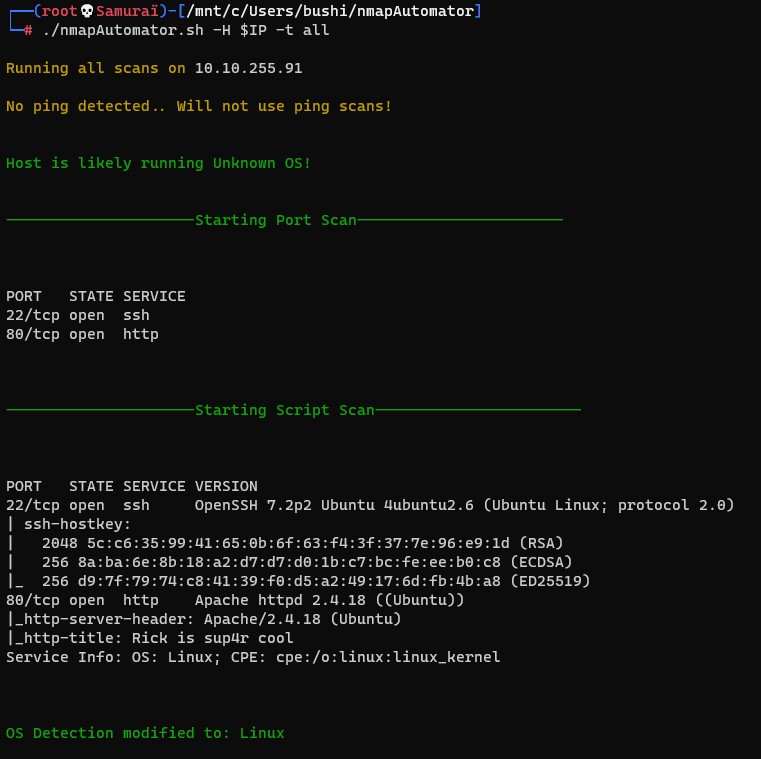 ┌──(root💀Samuraï)-[/mnt/c/Users/bushi/nmapAutomator]
└─# ./nmapAutomator.sh -H $IP -t all
Running all scans on 10.10.255.91
No ping detected.. Will not use ping scans!
Host is likely running Unknown OS!
---------------------Starting Port Scan-----------------------
PORT   STATE SERVICE
22/tcp open  ssh
80/tcp open  http
---------------------Starting Script Scan-----------------------
PORT   STATE SERVICE VERSION
22/tcp open  ssh     OpenSSH 7.2p2 Ubuntu 4ubuntu2.6 (Ubuntu Linux; protocol 2.0)
| ssh-hostkey:
|   2048 5c:c6:35:99:41:65:0b:6f:63:f4:3f:37:7e:96:e9:1d (RSA)
|   256 8a:ba:6e:8b:18:a2:d7:d7:d0:1b:c7:bc:fe:ee:b0:c8 (ECDSA)
|_  256 d9:7f:79:74:c8:41:39:f0:d5:a2:49:17:6d:fb:4b:a8 (ED25519)
80/tcp open  http    Apache httpd 2.4.18 ((Ubuntu))
|_http-server-header: Apache/2.4.18 (Ubuntu)
|_http-title: Rick is sup4r cool
Service Info: OS: Linux; CPE: cpe:/o:linux:linux_kernel
OS Detection modified to: Linux